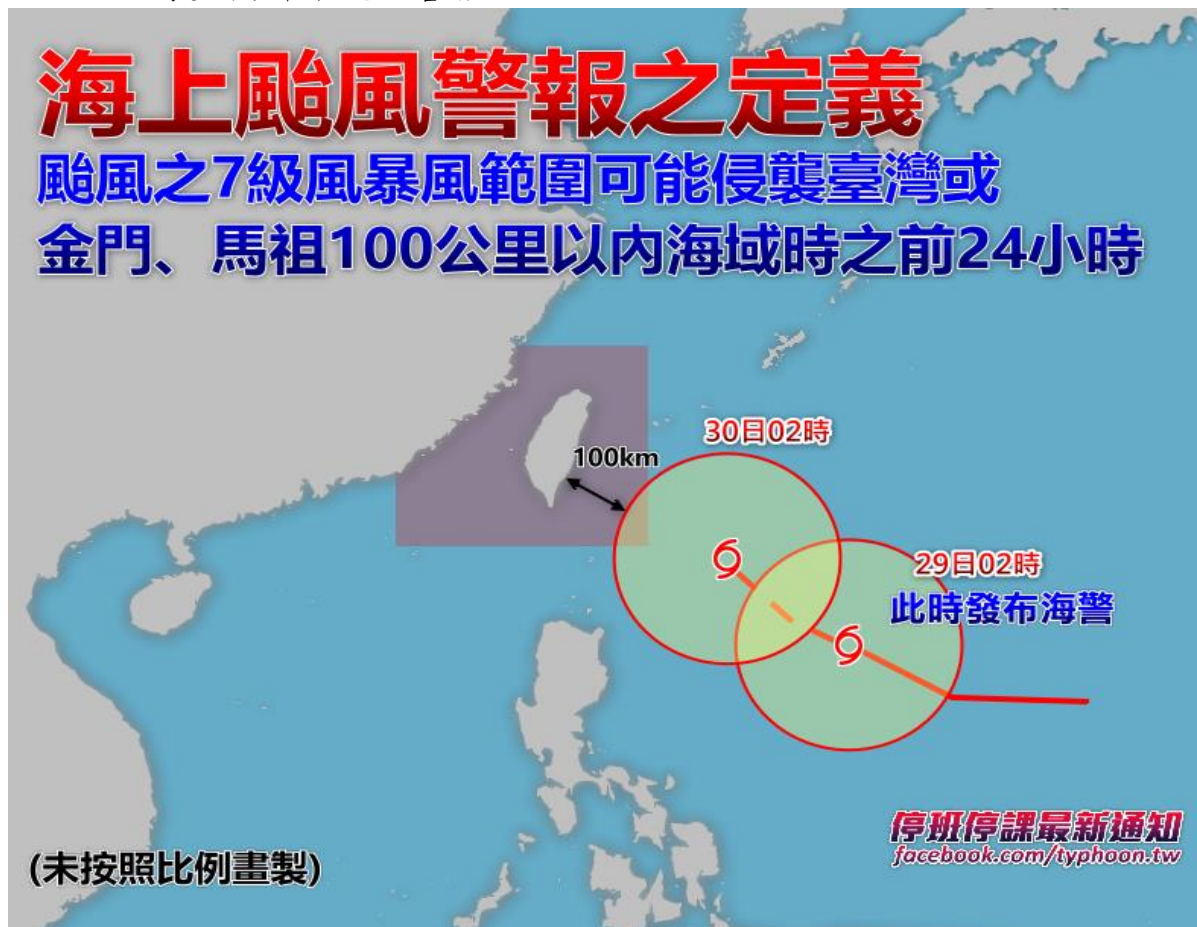 海上颱風警報之定義
颱風之7級風暴風範圍可能侵襲臺灣或
金門、馬祖100公里以內海域時之前24小時
30日02時
100km
29日02時
此時發布海警
停班停課最新通知
facebook.com/typhoon.tw
(未按照比例畫製)